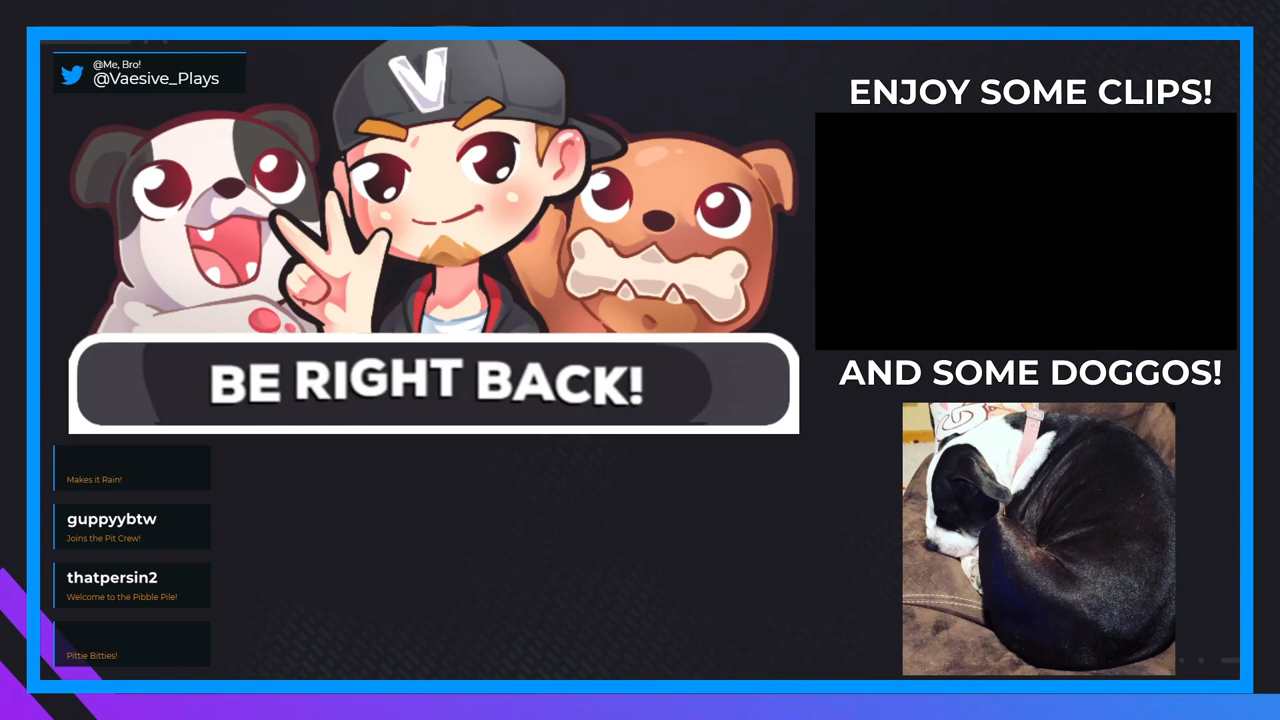 @Me, Bro!
@Vaesive_Plays
V
BE RIGHT BACK!
ENJOY SOME CLIPS!
AND SOME DOGGOS!
Makes it Rain!
guppyybtw
Joins the Pit Crew!
thatpersin2
Welcome to the Pibble Pile!
Pittie Bitties!